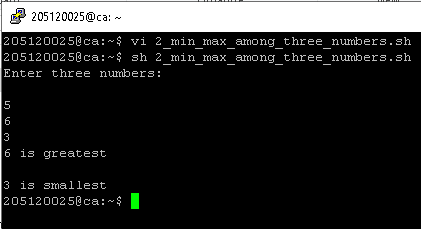 205120025@ca: ~
205120025@ca:~$ vi 2_min_max_among_three_numbers.sh
205120025@ca:~$ sh 2_min_max_among_three_numbers.sh
Enter three numbers:
5
6
3
6 is greatest
3 is smallest
205120025@ca:~$